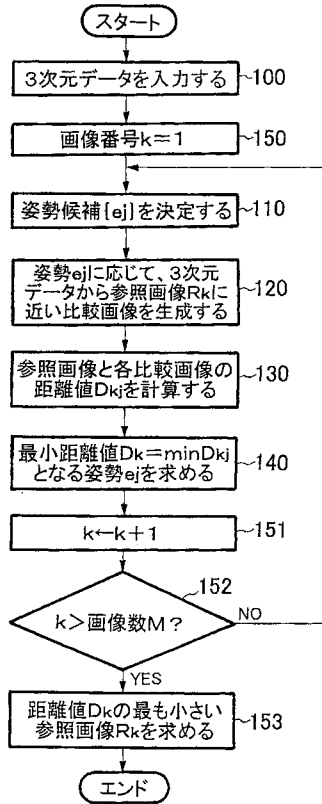 スタート
3次元データを入力する
100
画像番号k=1
150
姿勢候補{ej}を決定する
110
姿勢ejに応じて、3次元
データから参照画像Rkに
近い比較画像を生成する
120
参照画像と各比較画像の
距離値Dkjを計算する
130
最小距離値Dk=minDkj
となる姿勢ejを求める
140
k←k+1
151
152
k>画像数M?
NO
YES
距離値Dkの最も小さい
参照画像Rkを求める
153
エンド